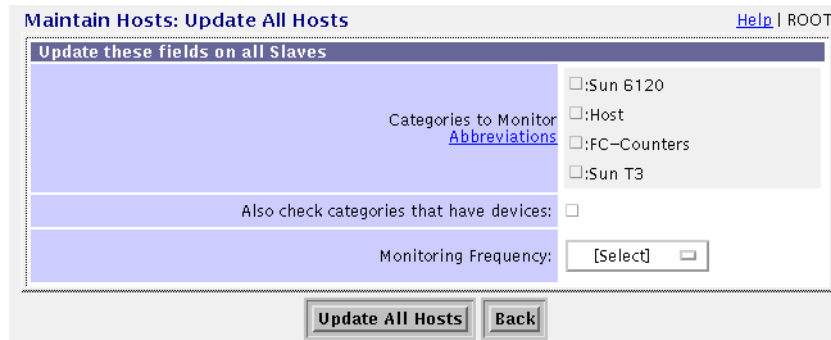 Maintain Hosts: Update All Hosts Help | ROOT
Update these fields on all Slaves
Categories to Monitor
Abbreviations
:Sun 6120
:Host
:FC-Counters
:Sun T3
Also check categories that have devices:
Monitoring Frequency: [Select]
Update All Hosts Back